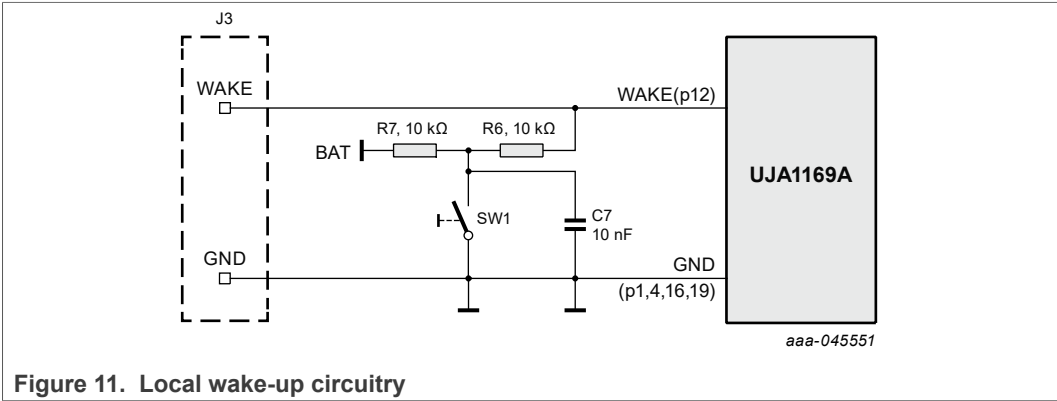 J3
WAKE
WAKE(p12)
R7, 10 kΩ
R6, 10 kΩ
BAT
UJA1169A
SW1
C7
10 nF
GND
GND
(p1,4,16,19)
aaa-045551
Figure 11. Local wake-up circuitry